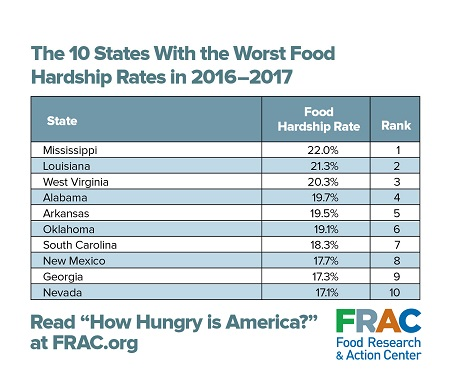 The 10 States With the Worst Food
Hardship Rates in 2016–2017
State Food Hardship Rate Rank
Mississippi 22.0% 1
Louisiana 21.3% 2
West Virginia 20.3% 3
Alabama 19.7% 4
Arkansas 19.5% 5
Oklahoma 19.1% 6
South Carolina 18.3% 7
New Mexico 17.7% 8
Georgia 17.3% 9
Nevada 17.1% 10
Read “How Hungry is America?”
at FRAC.org
FRAC
Food Research
& Action Center